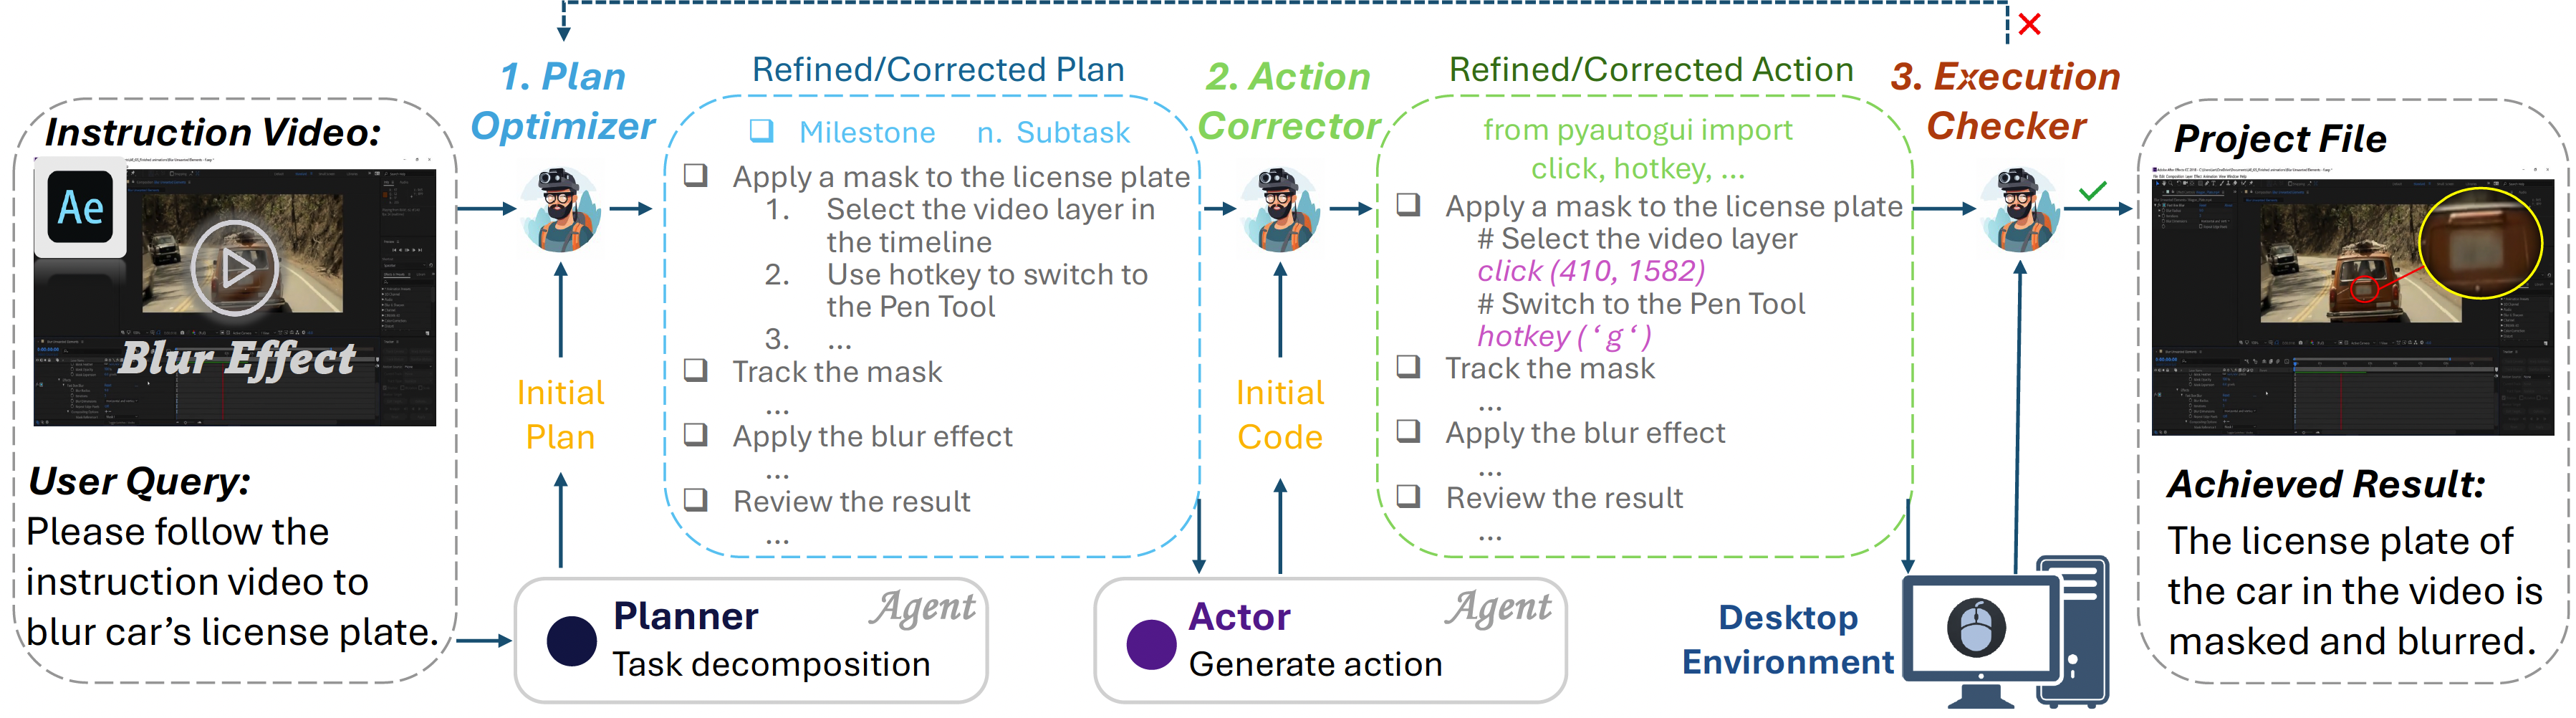 Instruction Video:
Ae
Blur Effect
User Query:
Please follow the
instruction video to
blur car's license plate.
1. Plan
Optimizer
Initial
Plan
Planner
Agent
Task decomposition
Refined/Corrected Plan
❑ Milestone n. Subtask
❑ Apply a mask to the license plate
1. Select the video layer in
the timeline
2. Use hotkey to switch to
the Pen Tool
3. ...
❑ Track the mask
...
❑ Apply the blur effect
...
❑ Review the result
...
2. Action
Corrector
Initial
Code
Actor
Agent
Generate action
Refined/Corrected Action
from pyautogui import
click, hotkey, ...
❑ Apply a mask to the license plate
# Select the video layer
click (410, 1582)
# Switch to the Pen Tool
hotkey ( ‘ g ‘ )
❑ Track the mask
...
❑ Apply the blur effect
...
❑ Review the result
...
3. Execution
Checker
Desktop
Environment
Project File
Achieved Result:
The license plate of
the car in the video is
masked and blurred.